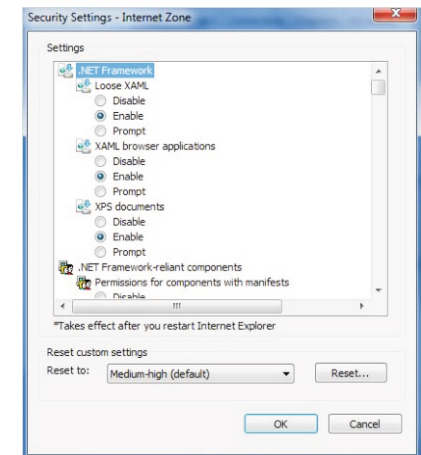 Security Settings - Internet Zone
Settings
.NET Framework
Loose XAML
Disable
Enable
Prompt
XAML browser applications
Disable
Enable
Prompt
XPS documents
Disable
Enable
Prompt
.NET Framework-reliant components
Permissions for components with manifests
Disable
*Takes effect after you restart Internet Explorer
Reset custom settings
Reset to:
Medium-high (default)
Reset...
OK
Cancel